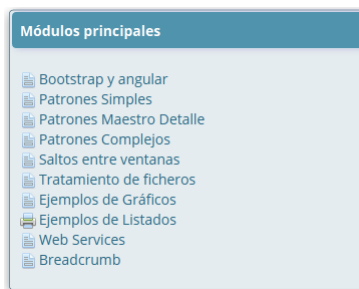 Módulos principales
Bootstrap y angular
Patrones Simples
Patrones Maestro Detalle
Patrones Complejos
Saltos entre ventanas
Tratamiento de ficheros
Ejemplos de Gráficos
Ejemplos de Listados
Web Services
Breadcrumb